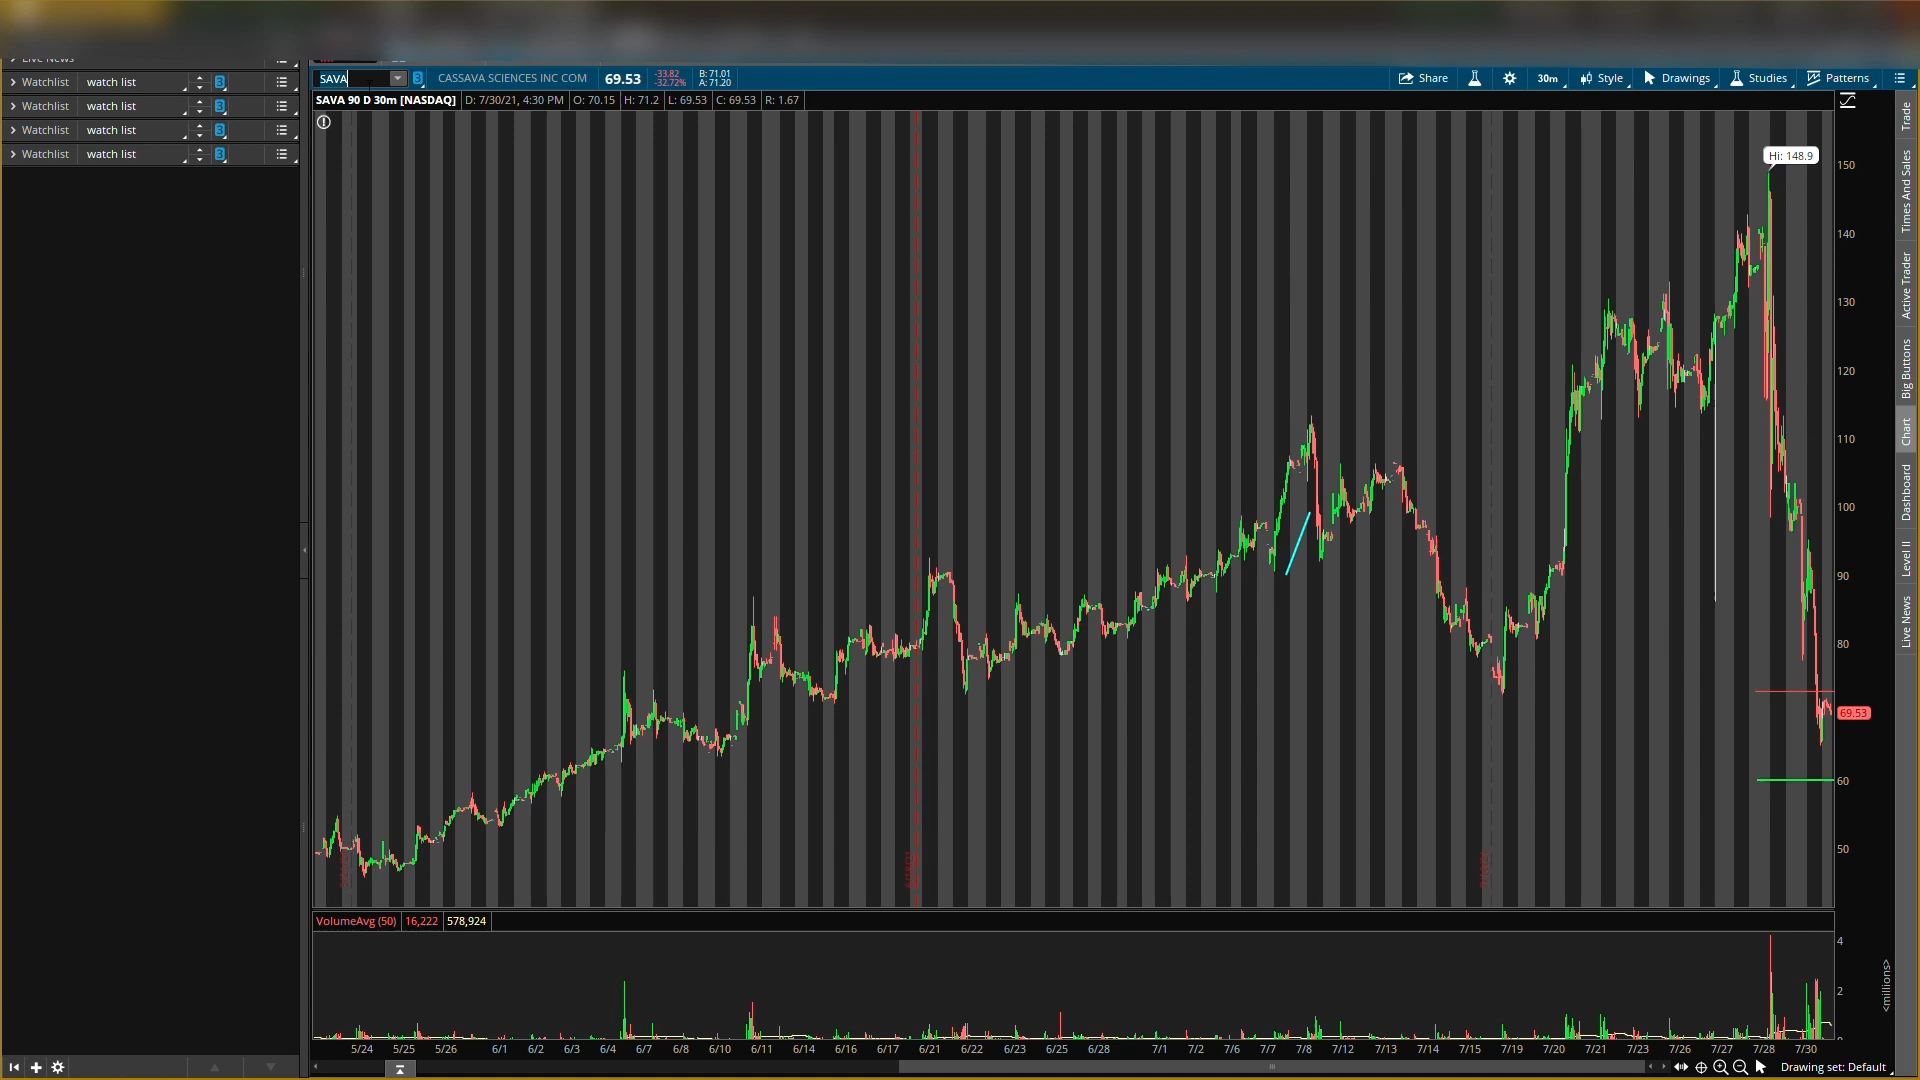 Live News
Watchlist watch list 3
Watchlist watch list 3
Watchlist watch list 3
Watchlist watch list 3
SAVA 3 CASSAVA SCIENCES INC COM 69.53 -33.82 -32.72% B: 71.01 A: 71.20 Share 30m Style Drawings Studies Patterns
SAVA 90 D 30m [NASDAQ] D: 7/30/21, 4:30 PM O: 70.15 H: 71.2 L: 69.53 C: 69.53 R: 1.67
Hi: 148.9
150
140
130
120
110
100
90
80
69.53
60
50
VolumeAvg (50) 16,222 578,924
4
2
<millions>
5/24 5/25 5/26 6/1 6/2 6/3 6/4 6/7 6/8 6/10 6/11 6/14 6/16 6/17 6/21 6/22 6/23 6/25 6/28 7/1 7/2 7/6 7/7 7/8 7/12 7/13 7/14 7/15 7/19 7/20 7/21 7/23 7/26 7/27 7/28 7/30
Drawing set: Default
Trade
Times And Sales
Active Trader
Big Buttons
Chart
Dashboard
Level II
Live News